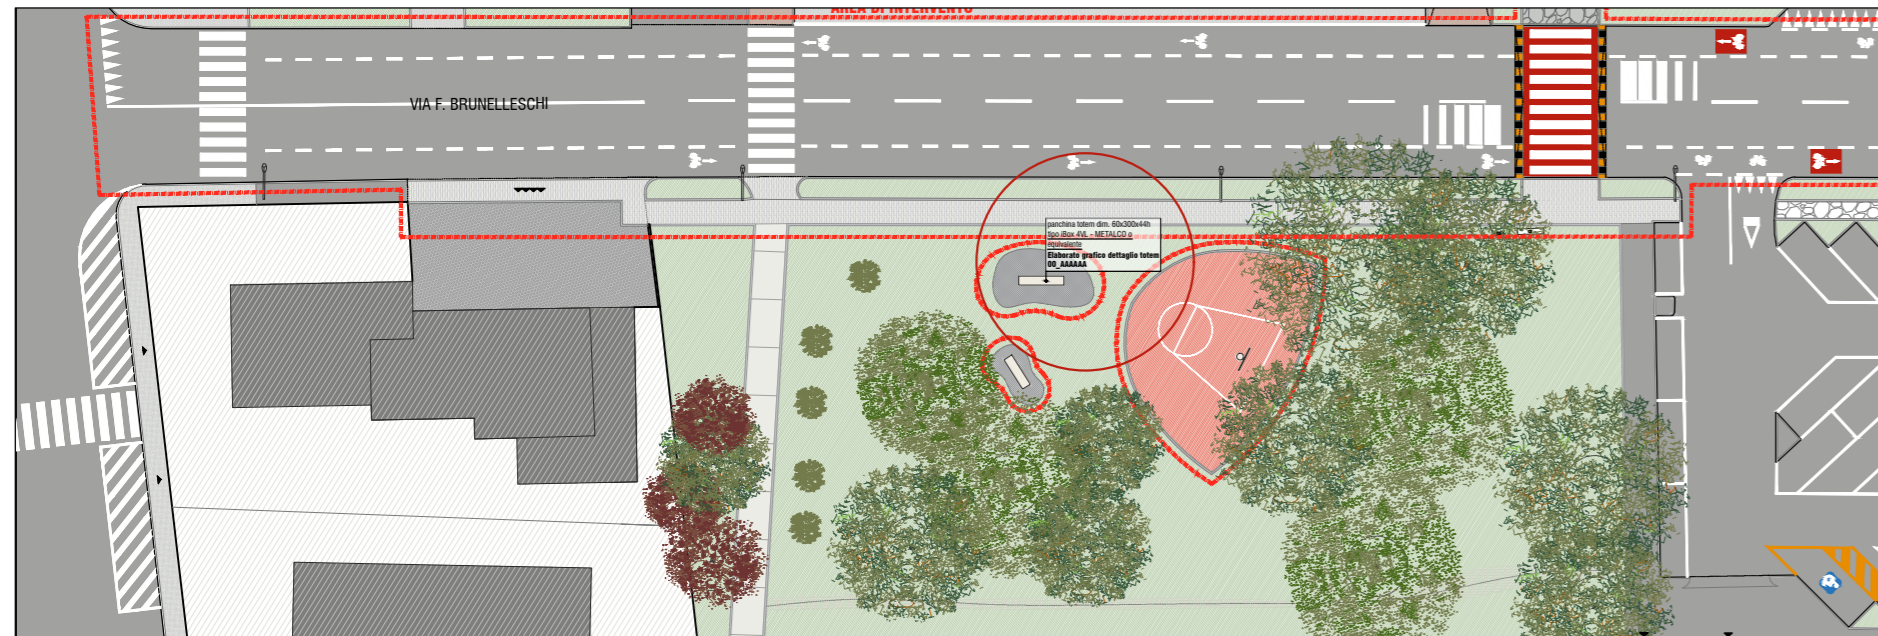 AREA DI INTERVENTO
VIA F. BRUNELLESCHI
panchina totem dim. 60x300x44h
tipo iBox 4VL - METALCO o
equivalente
Elaborato grafico dettaglio totem
00_AAAAAA